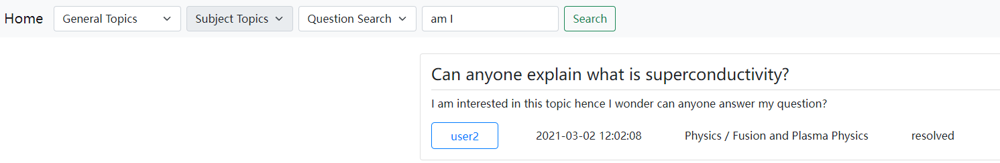 Home General Topics Subject Topics Question Search am I Search
Can anyone explain what is superconductivity?
I am interested in this topic hence I wonder can anyone answer my question?
user2 2021-03-02 12:02:08 Physics / Fusion and Plasma Physics resolved